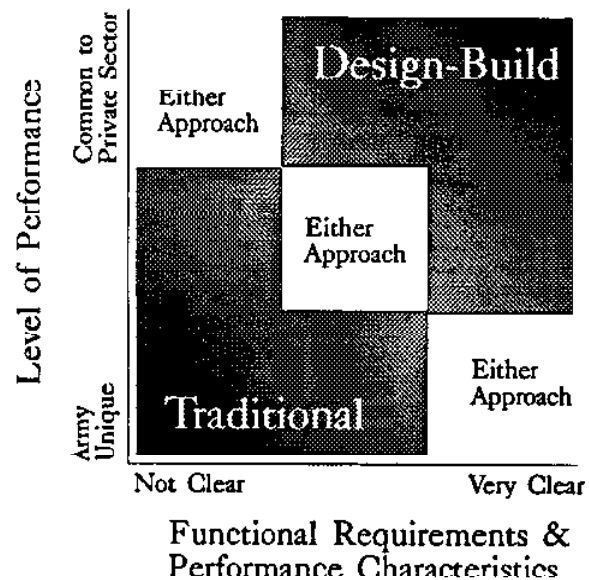 Level of Performance
Common to
Private Sector
Army
Unique
Design-Build
Either
Approach
Either
Approach
Either
Approach
Traditional
Not Clear
Very Clear
Functional Requirements &
Performance Characteristics